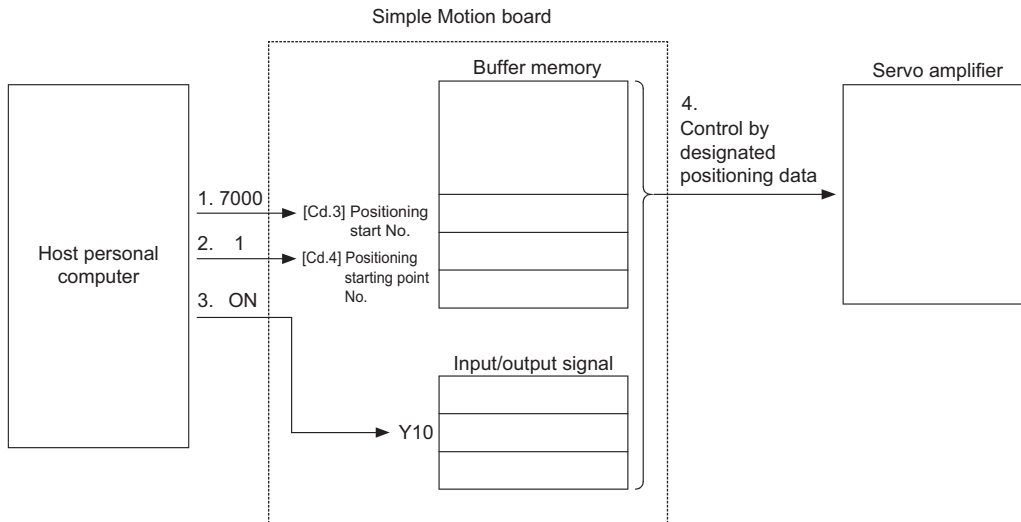 Simple Motion board
Buffer memory
Servo amplifier
Host personal
computer
1. 7000
[Cd.3] Positioning
start No.
2. 1
[Cd.4] Positioning
starting point
No.
3. ON
4.
Control by
designated
positioning data
Input/output signal
Y10